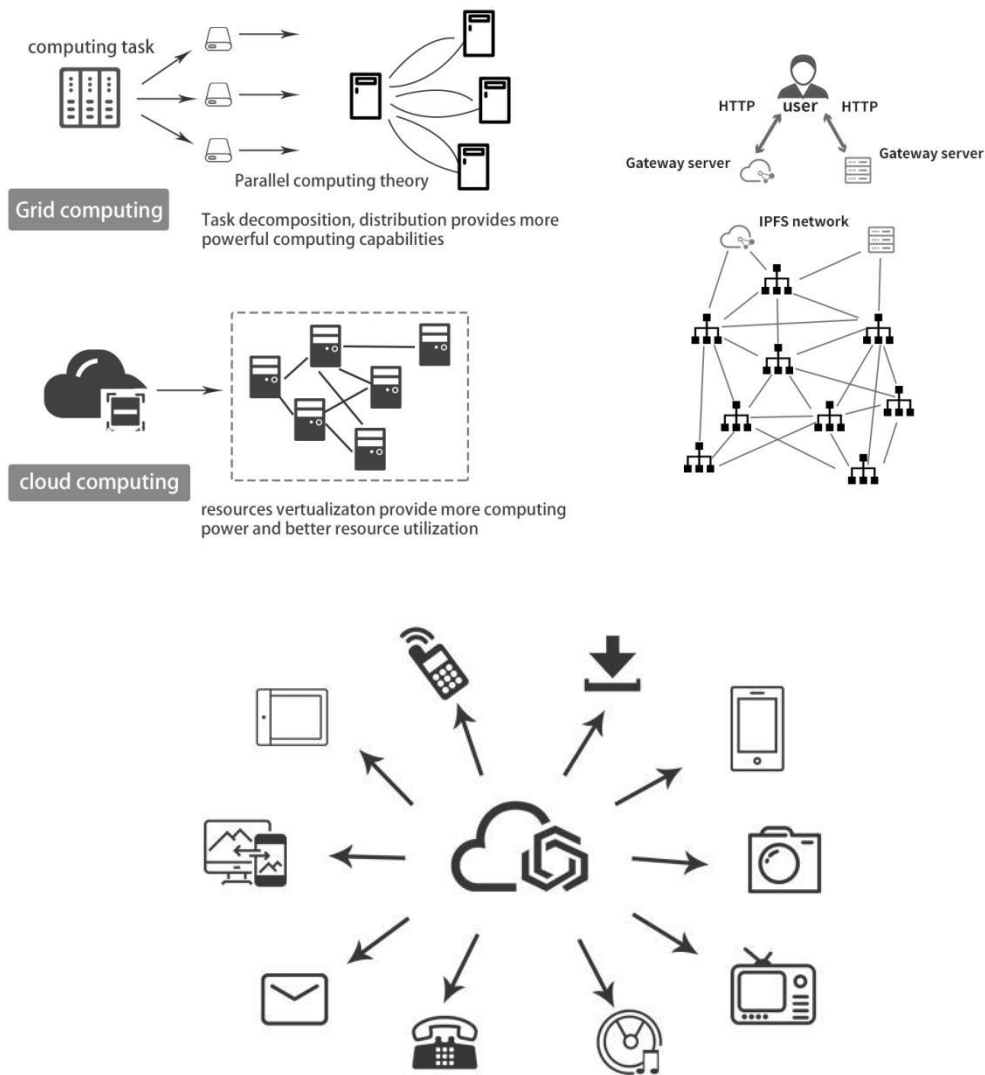 computing task
Parallel computing theory
Grid computing
Task decomposition, distribution provides more
powerful computing capabilities
cloud computing
resources vertualizaton provide more computing
power and better resource utilization
HTTP user HTTP
Gateway server
Gateway server
IPFS network